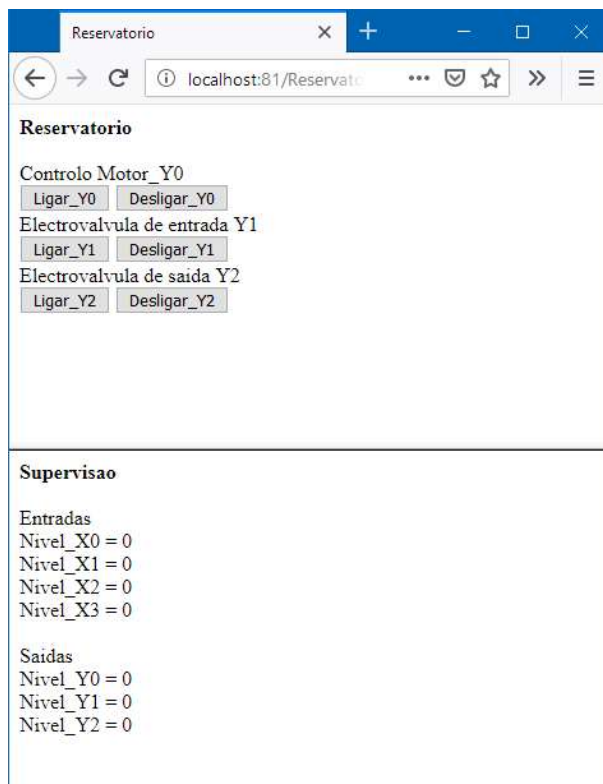 Reservatorio
localhost:81/Reservato
Reservatorio
Controlo Motor_Y0
Ligar_Y0 Desligar_Y0
Electrovalvula de entrada Y1
Ligar_Y1 Desligar_Y1
Electrovalvula de saida Y2
Ligar_Y2 Desligar_Y2
Supervisao
Entradas
Nivel_X0 = 0
Nivel_X1 = 0
Nivel_X2 = 0
Nivel_X3 = 0
Saidas
Nivel_Y0 = 0
Nivel_Y1 = 0
Nivel_Y2 = 0